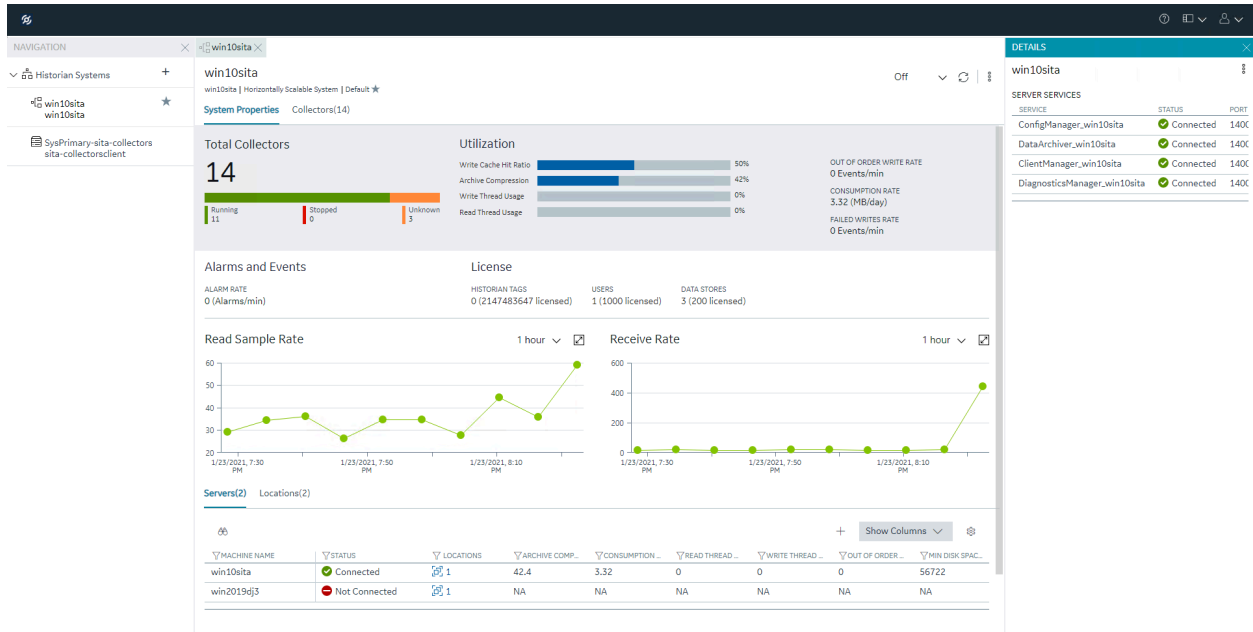 NAVIGATION
Historian Systems
win10sita
win10sita
SysPrimary-sita-collectors
sita-collectorsclient
win10sita
win10sita
win10sita | Horizontally Scalable System | Default
Off
System Properties Collectors(14)
Total Collectors
14
Running
11
Stopped
0
Unknown
3
Utilization
Write Cache Hit Ratio 50%
Archive Compression 42%
Write Thread Usage 0%
Read Thread Usage 0%
OUT OF ORDER WRITE RATE
0 Events/min
CONSUMPTION RATE
3.32 (MB/day)
FAILED WRITES RATE
0 Events/min
Alarms and Events
ALARM RATE
0 (Alarms/min)
License
HISTORIAN TAGS
0 (2147483647 licensed)
USERS
1 (1000 licensed)
DATA STORES
3 (200 licensed)
Read Sample Rate 1 hour
60
50
40
30
20
1/23/2021, 7:30
PM
1/23/2021, 7:50
PM
1/23/2021, 8:10
PM
Receive Rate 1 hour
600
400
200
0
1/23/2021, 7:30
PM
1/23/2021, 7:50
PM
1/23/2021, 8:10
PM
Servers(2) Locations(2)
Show Columns
MACHINE NAME STATUS LOCATIONS ARCHIVE COMP... CONSUMPTION ... READ THREAD ... WRITE THREAD ... OUT OF ORDER... MIN DISK SPAC...
win10sita Connected 1 42.4 3.32 0 0 0 56722
win2019dj3 Not Connected 1 NA NA NA NA NA NA
DETAILS
win10sita
SERVER SERVICES
SERVICE STATUS PORT
ConfigManager_win10sita Connected 1400
DataArchiver_win10sita Connected 1400
ClientManager_win10sita Connected 1400
DiagnosticsManager_win10sita Connected 1400